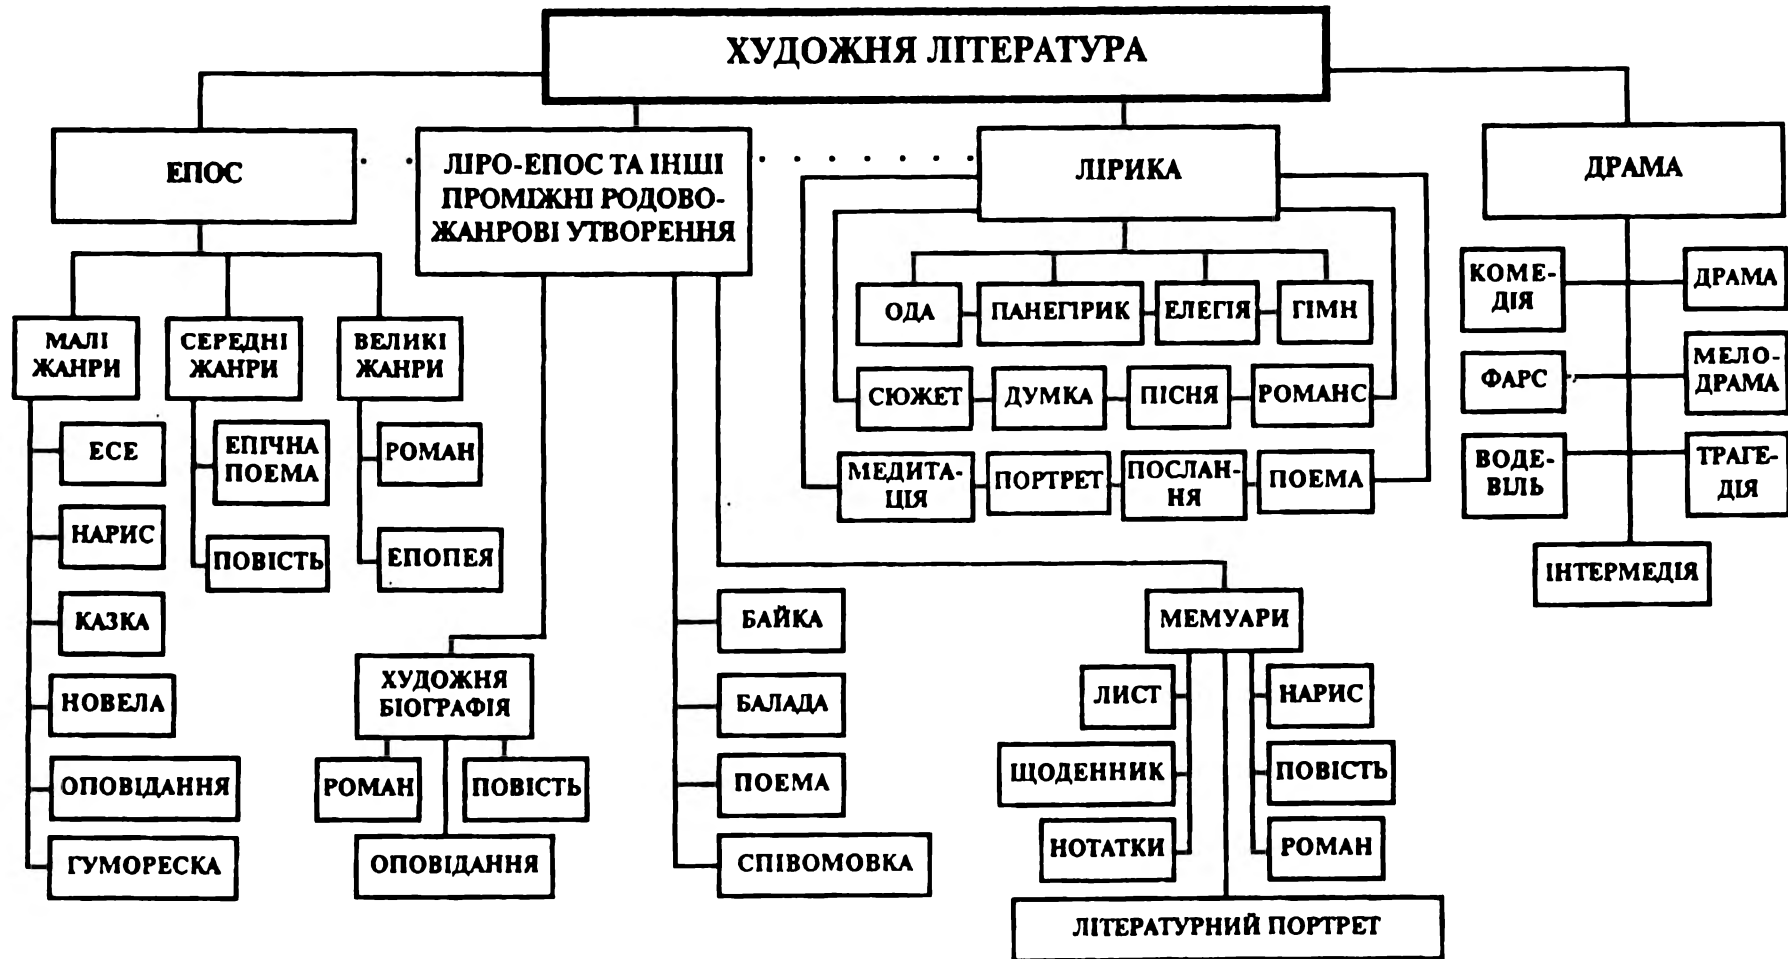 ХУДОЖНЯ ЛІТЕРАТУРА
ЕПОС
ЛІРО-ЕПОС ТА ІНШІ
ПРОМІЖНІ РОДОВО-
ЖАНРОВІ УТВОРЕННЯ
ЛІРИКА
ДРАМА
МАЛІ
ЖАНРИ
СЕРЕДНІ
ЖАНРИ
ВЕЛИКІ
ЖАНРИ
ЕСЕ
НАРИС
КАЗКА
НОВЕЛА
ОПОВІДАННЯ
ГУМОРЕСКА
ЕПІЧНА
ПОЕМА
ПОВІСТЬ
РОМАН
ЕПОПЕЯ
ХУДОЖНЯ
БІОГРАФІЯ
РОМАН
ПОВІСТЬ
ОПОВІДАННЯ
БАЙКА
БАЛАДА
ПОЕМА
СПІВОМОВКА
МЕМУАРИ
ЛИСТ
НАРИС
ЩОДЕННИК
ПОВІСТЬ
НОТАТКИ
РОМАН
ЛІТЕРАТУРНИЙ ПОРТРЕТ
ОДА
ПАНЕГІРИК
ЕЛЕГІЯ
ГІМН
СЮЖЕТ
ДУМКА
ПІСНЯ
РОМАНС
МЕДИТА-
ЦІЯ
ПОРТРЕТ
ПОСЛАН-
НЯ
ПОЕМА
КОМЕ-
ДІЯ
ДРАМА
ФАРС
МЕЛО-
ДРАМА
ВОДЕ-
ВІЛЬ
ТРАГЕ-
ДІЯ
ІНТЕРМЕДІЯ